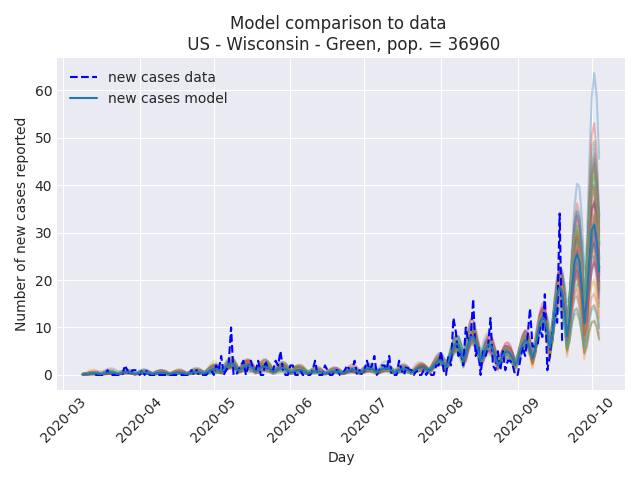 Model comparison to data
US - Wisconsin - Green, pop. = 36960
new cases data
new cases model
Number of new cases reported
60
50
40
30
20
10
0
2020-03
2020-04
2020-05
2020-06
2020-07
2020-08
2020-09
2020-10
Day